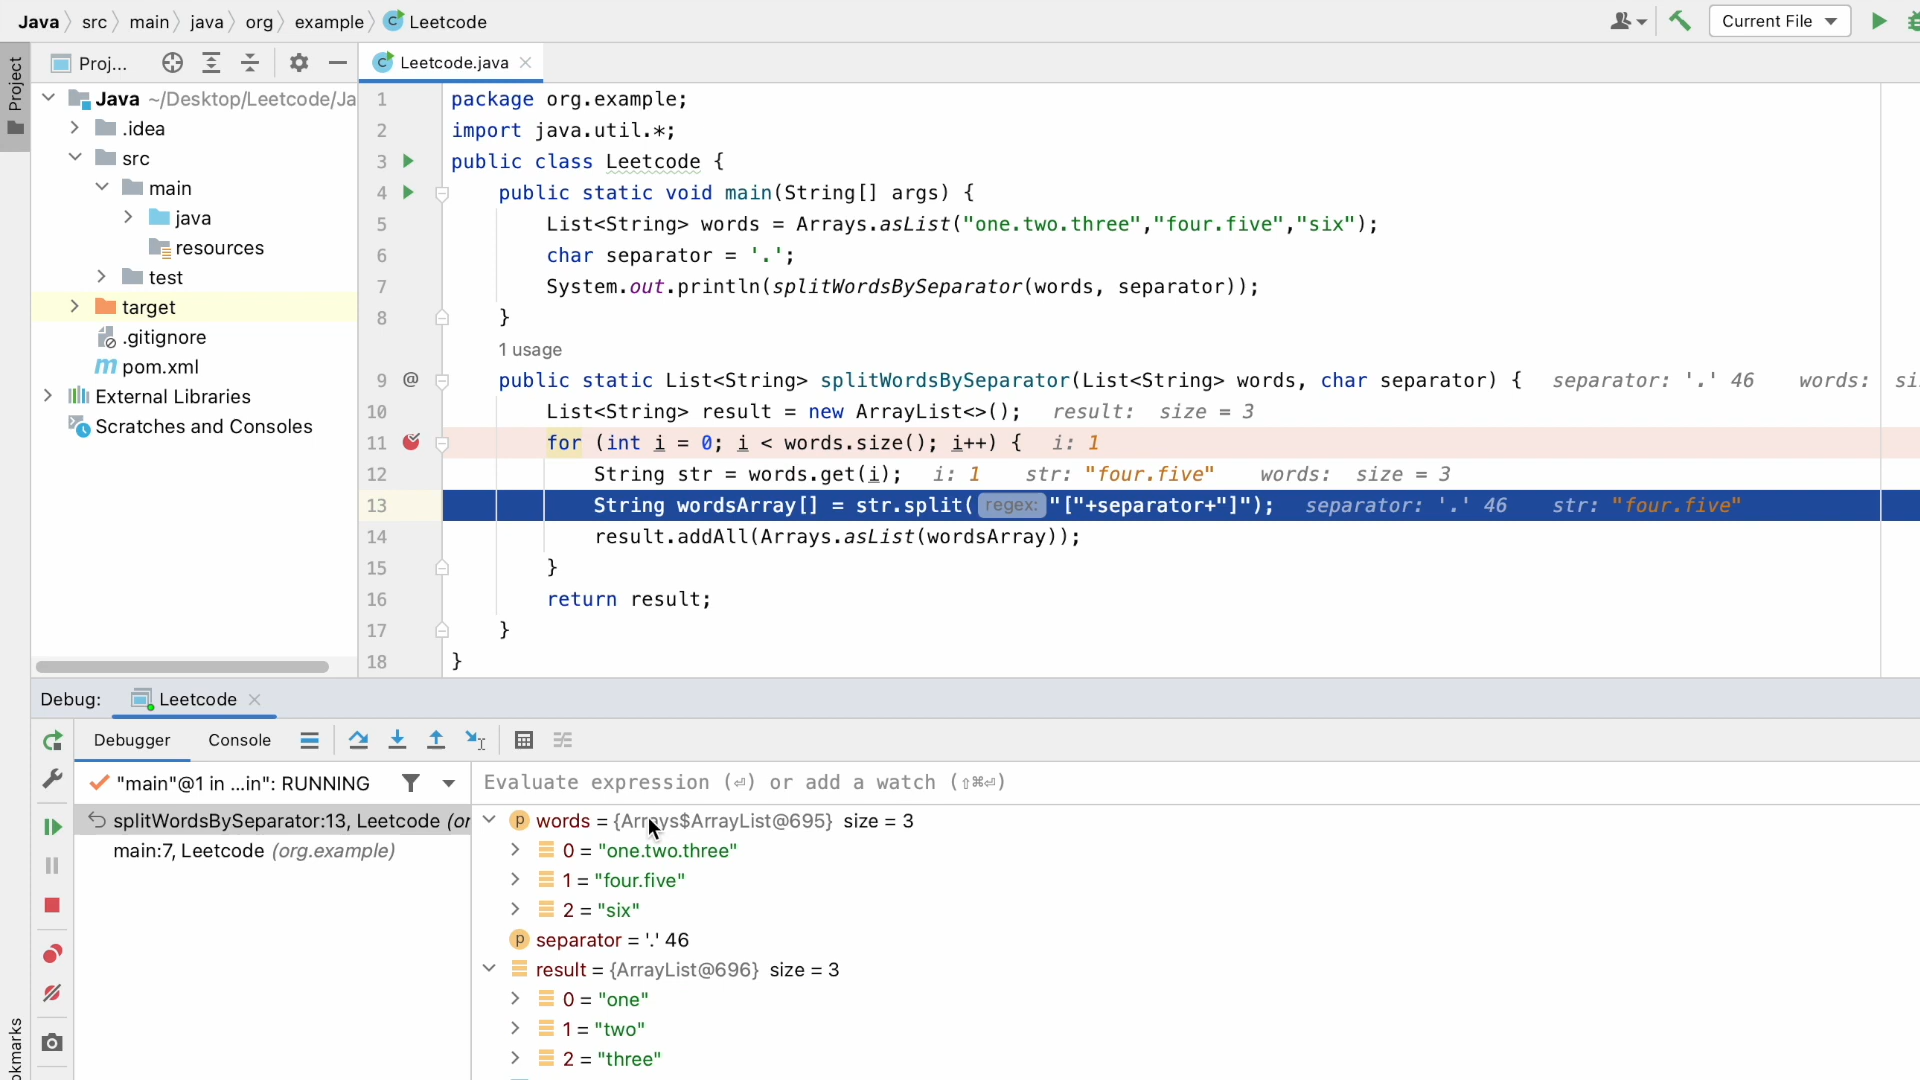 Java src main java org example Leetcode Current File
Project
Proj... Leetcode.java
Java ~/Desktop/Leetcode/Ja
.idea
src
main
java
resources
test
target
.gitignore
pom.xml
External Libraries
Scratches and Consoles
1 package org.example;
2 import java.util.*;
3 public class Leetcode {
4 public static void main(String[] args) {
5 List<String> words = Arrays.asList("one.two.three","four.five","six");
6 char separator = '.';
7 System.out.println(splitWordsBySeparator(words, separator));
8 }
1 usage
9 @ public static List<String> splitWordsBySeparator(List<String> words, char separator) { separator: '.' 46 words: si
10 List<String> result = new ArrayList<>(); result: size = 3
11 for (int i = 0; i < words.size(); i++) { i: 1
12 String str = words.get(i); i: 1 str: "four.five" words: size = 3
13 String wordsArray[] = str.split( regex: "["+separator+"]"); separator: '.' 46 str: "four.five"
14 result.addAll(Arrays.asList(wordsArray));
15 }
16 return result;
17 }
18 }
Debug: Leetcode
Debugger Console
"main"@1 in ...in": RUNNING
splitWordsBySeparator:13, Leetcode (or
main:7, Leetcode (org.example)
Evaluate expression (⏎) or add a watch (⇧⌘⏎)
words = {Arrays$ArrayList@695} size = 3
0 = "one.two.three"
1 = "four.five"
2 = "six"
separator = '.' 46
result = {ArrayList@696} size = 3
0 = "one"
1 = "two"
2 = "three"
okmarks